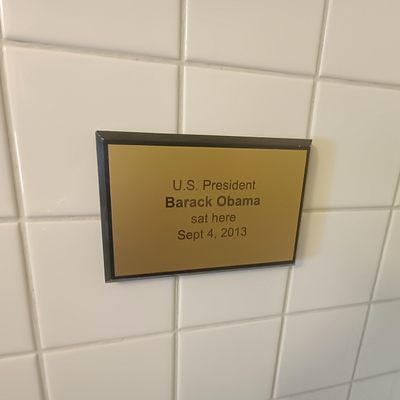 U.S. President
Barack Obama
sat here
Sept 4, 2013